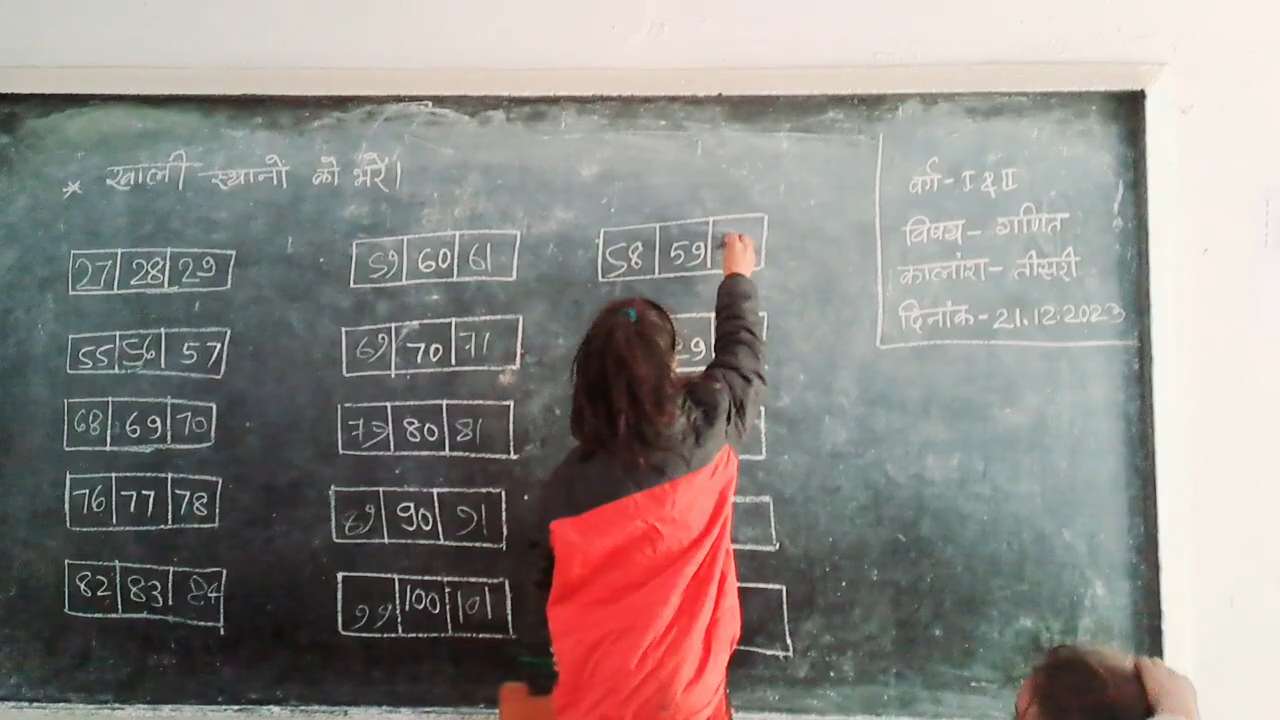 * खाली स्थानों को भरें।
27 28 29
55 56 57
68 69 70
76 77 78
82 83 84
59 60 61
69 70 71
79 80 81
89 90 91
99 100 101
58 59
29
वर्ग - I & II
विषय - गणित
कालांश - तीसरी
दिनांक - 21.12.2023